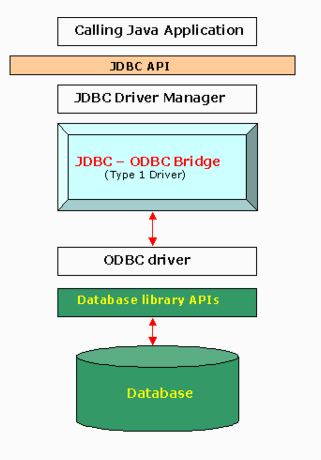 Calling Java Application
JDBC API
JDBC Driver Manager
JDBC – ODBC Bridge
(Type 1 Driver)
ODBC driver
Database library APIs
Database